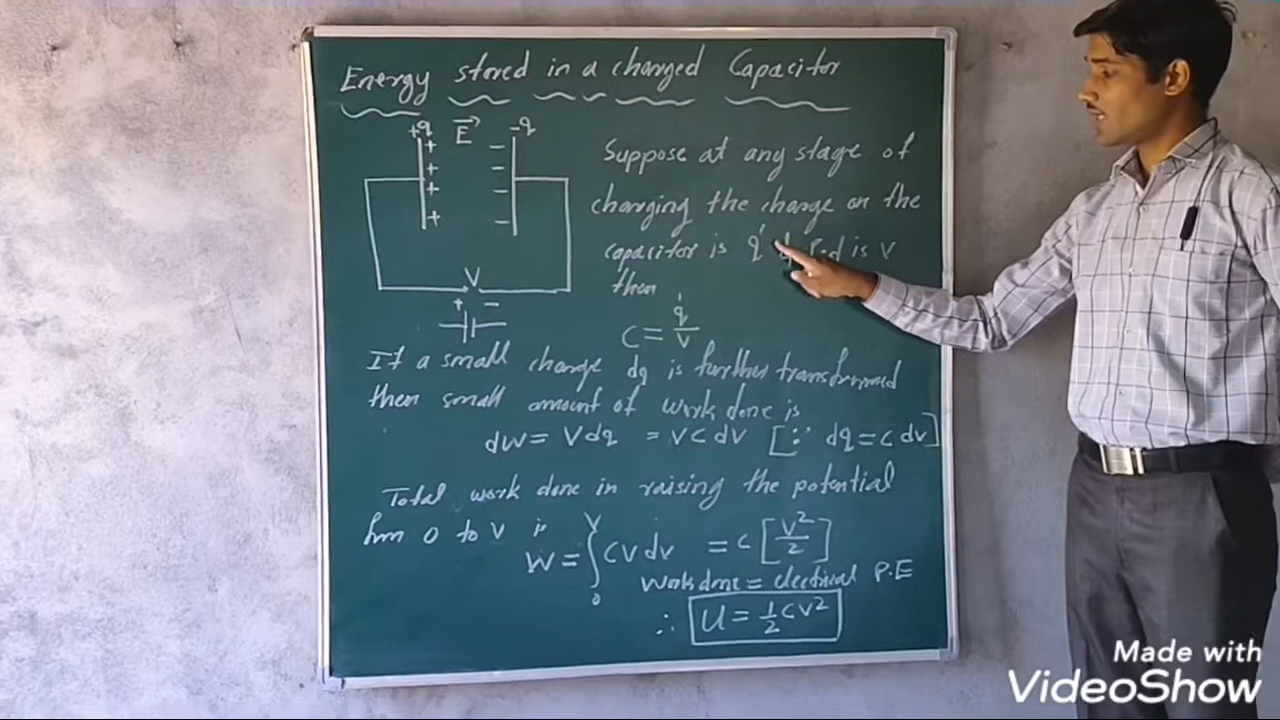 Energy stored in a charged Capacitor
+q E⃗ -q
+ −
+ −
+ −
+ −
V
+ −
Suppose at any stage of
charging the charge on the
capacitor is q' & P.d is V
then
C = q'/V
If a small charge dq is further transformed
then small amount of work done is
dW = Vdq = VCdV [∵ dq = C dV]
Total work done in raising the potential
from 0 to V is
W = ∫₀ⱽ CV dV = C [V²/2]
Work done = electrical P.E
∴ U = 1/2 CV²
Made with
VideoShow